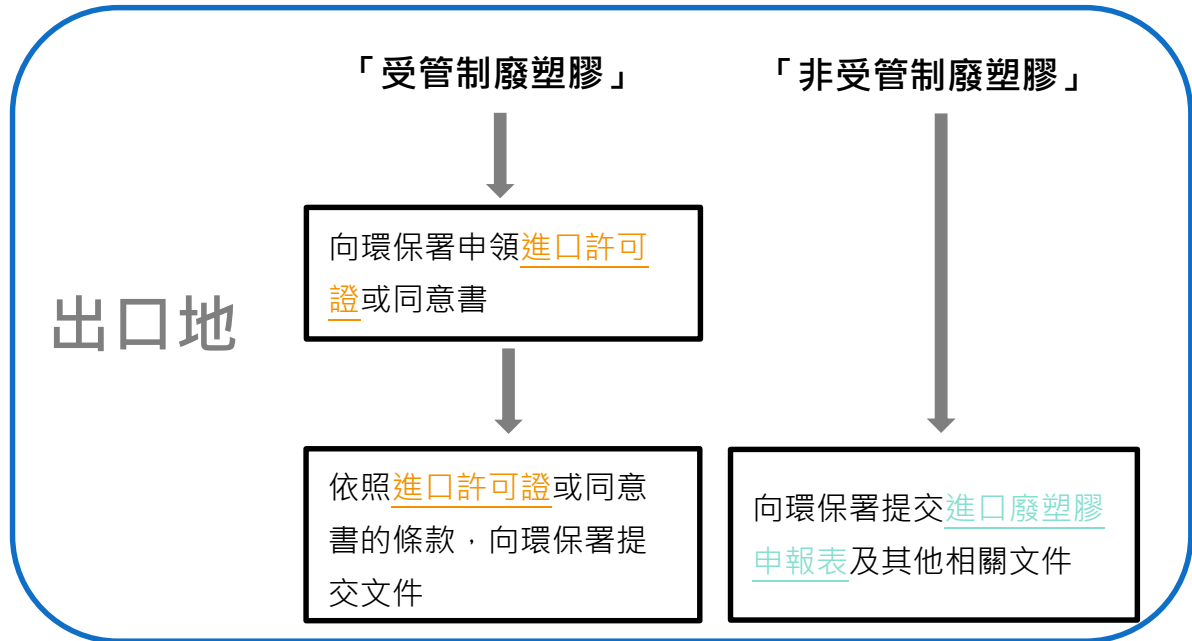 「受管制廢塑膠」
「非受管制廢塑膠」
出口地
向環保署申領進口許可
證或同意書
依照進口許可證或同意
書的條款，向環保署提
交文件
向環保署提交進口廢塑膠
申報表及其他相關文件